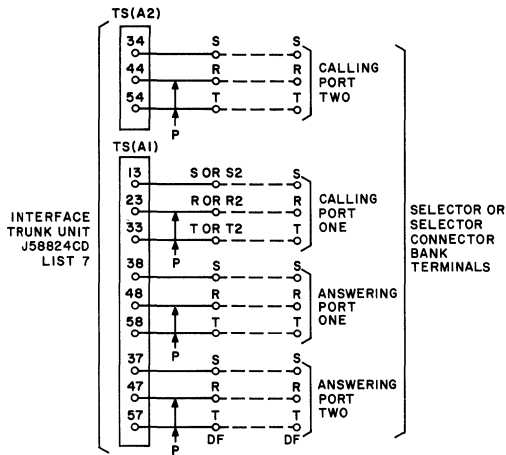 TS(A2)
34 S S
44 R R
54 T T
P
CALLING
PORT
TWO
TS(A1)
13 S OR S2 S
23 R OR R2 R
33 T OR T2 T
P
CALLING
PORT
ONE
38 S S
48 R R
58 T T
P
ANSWERING
PORT
ONE
37 S S
47 R R
57 T T
DF DF
P
ANSWERING
PORT
TWO
INTERFACE
TRUNK UNIT
J58824CD
LIST 7
SELECTOR OR
SELECTOR
CONNECTOR
BANK
TERMINALS